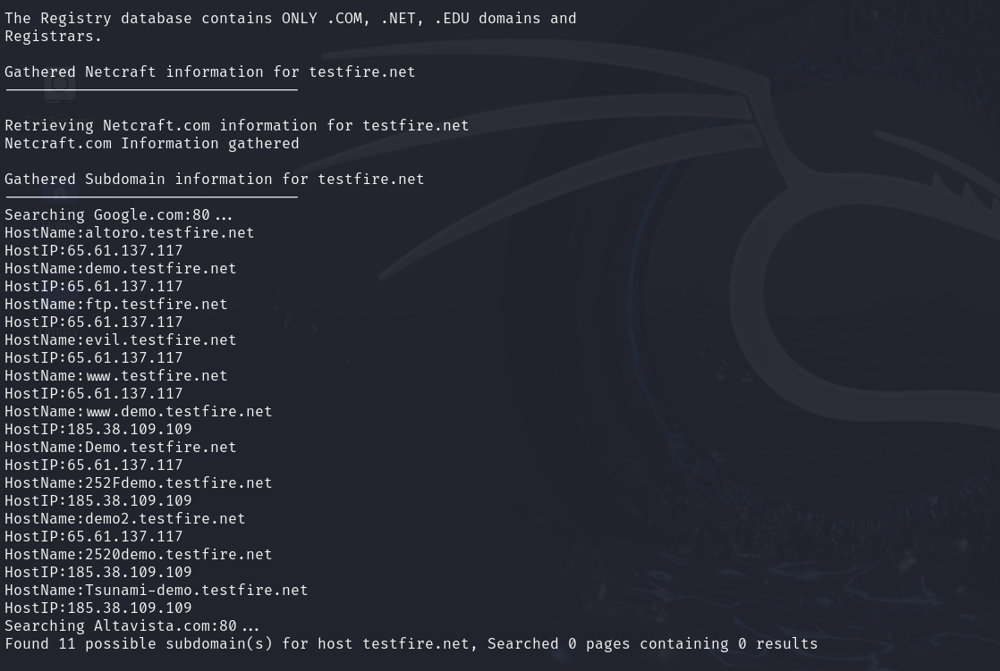 The Registry database contains ONLY .COM, .NET, .EDU domains and
Registrars.
Gathered Netcraft information for testfire.net
Retrieving Netcraft.com information for testfire.net
Netcraft.com Information gathered
Gathered Subdomain information for testfire.net
Searching Google.com:80...
HostName:altoro.testfire.net
HostIP:65.61.137.117
HostName:demo.testfire.net
HostIP:65.61.137.117
HostName:ftp.testfire.net
HostIP:65.61.137.117
HostName:evil.testfire.net
HostIP:65.61.137.117
HostName:www.testfire.net
HostIP:65.61.137.117
HostName:www.demo.testfire.net
HostIP:185.38.109.109
HostName:Demo.testfire.net
HostIP:65.61.137.117
HostName:252Fdemo.testfire.net
HostIP:185.38.109.109
HostName:demo2.testfire.net
HostIP:65.61.137.117
HostName:2520demo.testfire.net
HostIP:185.38.109.109
HostName:Tsunami-demo.testfire.net
HostIP:185.38.109.109
Searching Altavista.com:80...
Found 11 possible subdomain(s) for host testfire.net, Searched 0 pages containing 0 results